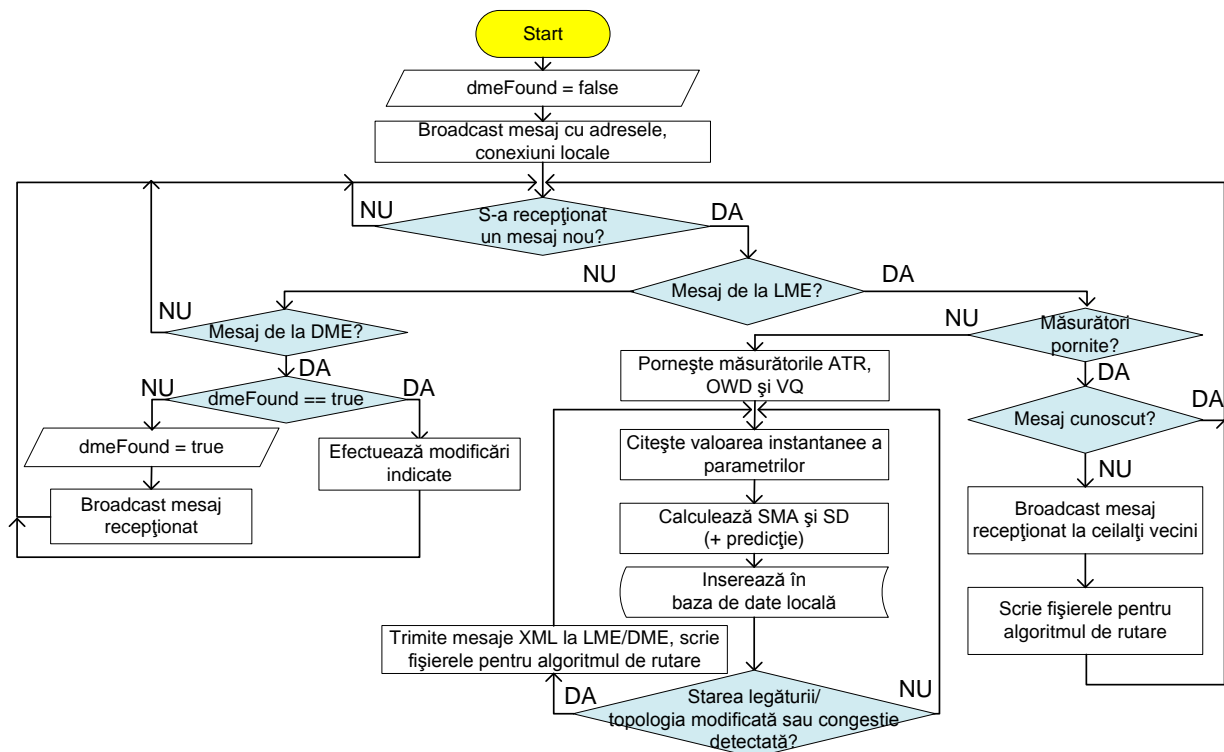 Start
dmeFound = false
Broadcast mesaj cu adresele,
conexiuni locale
NU
S-a recepţionat
un mesaj nou?
DA
NU
Mesaj de la LME?
DA
NU
Mesaj de la DME?
DA
NU
Măsurători
pornite?
DA
NU
dmeFound == true
DA
Porneşte măsurătorile ATR,
OWD şi VQ
Mesaj cunoscut?
DA
NU
dmeFound = true
Efectuează modificări
indicate
Citeşte valoarea instantanee a
parametrilor
Broadcast mesaj
recepţionat
Calculează SMA şi SD
(+ predicţie)
Broadcast mesaj
recepţionat la ceilalţi vecini
Inserează în
baza de date locală
Scrie fişierele pentru
algoritmul de rutare
Trimite mesaje XML la LME/DME, scrie
fişierele pentru algoritmul de rutare
DA
Starea legăturii/
topologia modificată sau congestie
detectată?
NU